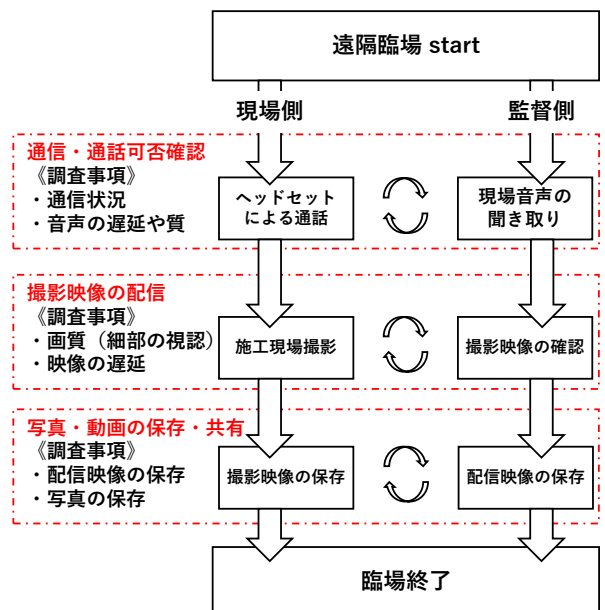 遠隔臨場 start
現場側
監督側
通信・通話可否確認
《調査事項》
・通信状況
・音声の遅延や質
ヘッドセット
による通話
現場音声の
聞き取り
撮影映像の配信
《調査事項》
・画質（細部の視認）
・映像の遅延
施工現場撮影
撮影映像の確認
写真・動画の保存・共有
《調査事項》
・配信映像の保存
・写真の保存
撮影映像の保存
配信映像の保存
臨場終了